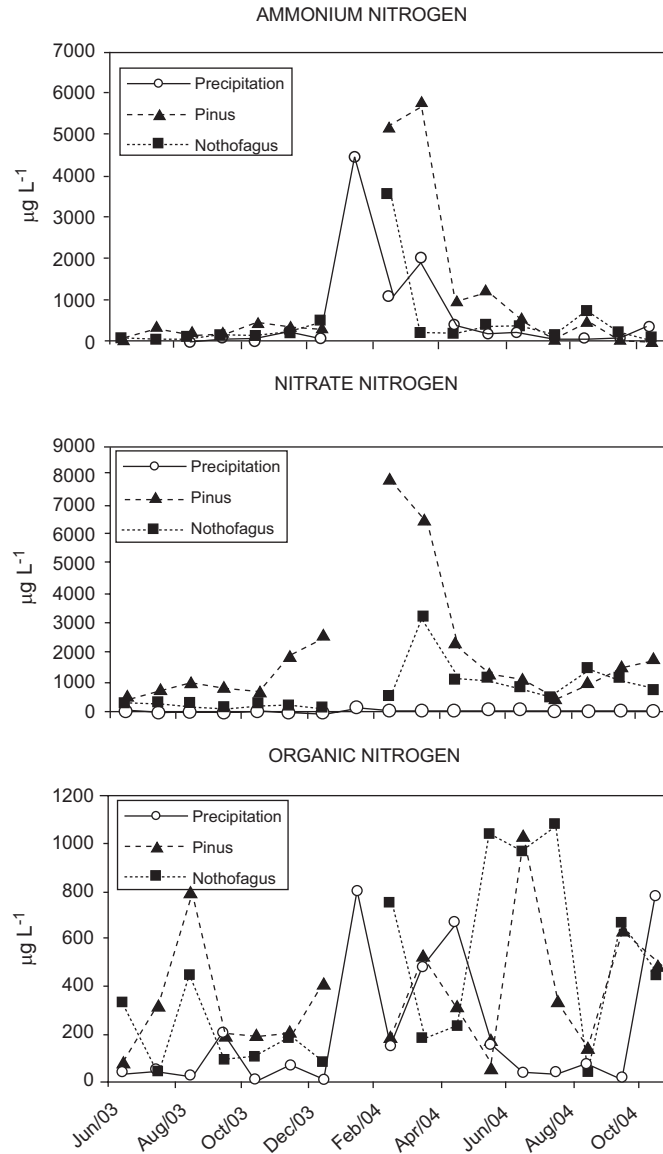 AMMONIUM NITROGEN
7000
6000
5000
4000
3000
2000
1000
0
µg L⁻¹
Precipitation
Pinus
Nothofagus
NITRATE NITROGEN
9000
8000
7000
6000
5000
4000
3000
2000
1000
0
µg L⁻¹
Precipitation
Pinus
Nothofagus
ORGANIC NITROGEN
1200
1000
800
600
400
200
0
µg L⁻¹
Precipitation
Pinus
Nothofagus
Jun/03
Aug/03
Oct/03
Dec/03
Feb/04
Apr/04
Jun/04
Aug/04
Oct/04